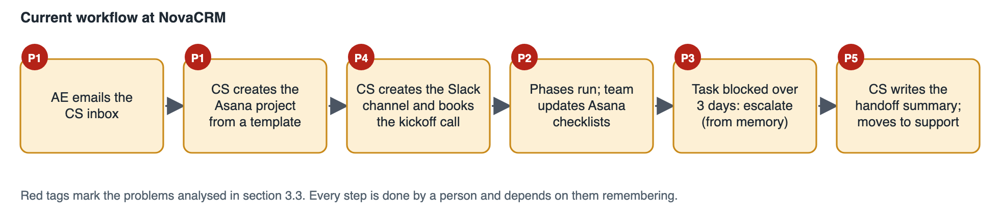 Current workflow at NovaCRM
P1
AE emails the
CS inbox
P1
CS creates the
Asana project
from a template
P4
CS creates the Slack
channel and books
the kickoff call
P2
Phases run; team
updates Asana
checklists
P3
Task blocked over
3 days: escalate
(from memory)
P5
CS writes the
handoff summary;
moves to support
Red tags mark the problems analysed in section 3.3. Every step is done by a person and depends on them remembering.